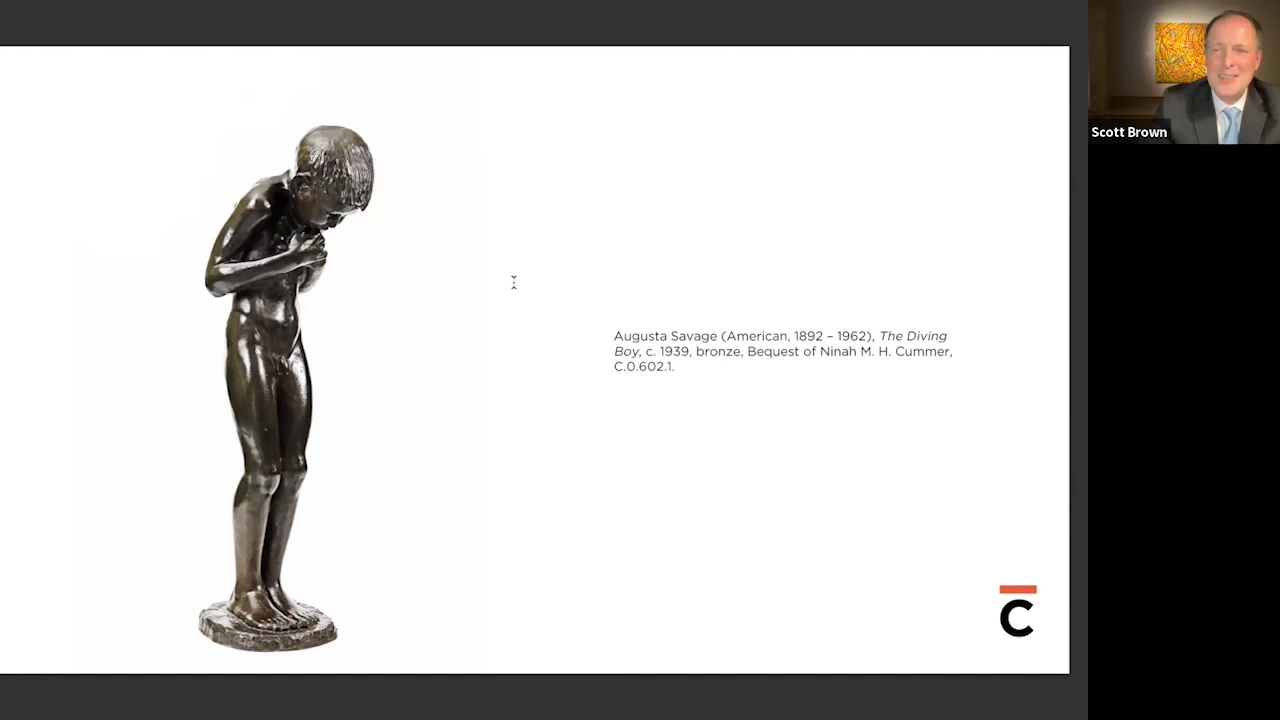 Scott Brown
Augusta Savage (American, 1892 – 1962), The Diving
Boy, c. 1939, bronze, Bequest of Ninah M. H. Cummer,
C.0.602.1.
C